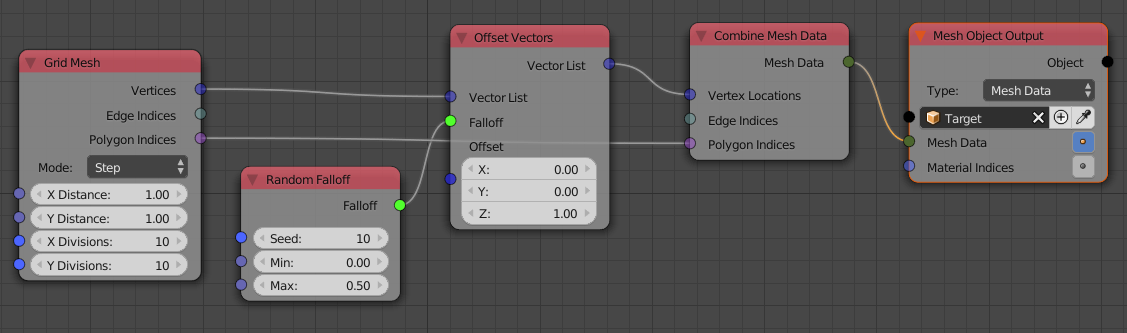 Grid Mesh
Vertices
Edge Indices
Polygon Indices
Mode: Step
X Distance: 1.00
Y Distance: 1.00
X Divisions: 10
Y Divisions: 10
Random Falloff
Falloff
Seed: 10
Min: 0.00
Max: 0.50
Offset Vectors
Vector List
Vector List
Falloff
Offset
X: 0.00
Y: 0.00
Z: 1.00
Combine Mesh Data
Mesh Data
Vertex Locations
Edge Indices
Polygon Indices
Mesh Object Output
Object
Type: Mesh Data
Target
Mesh Data
Material Indices